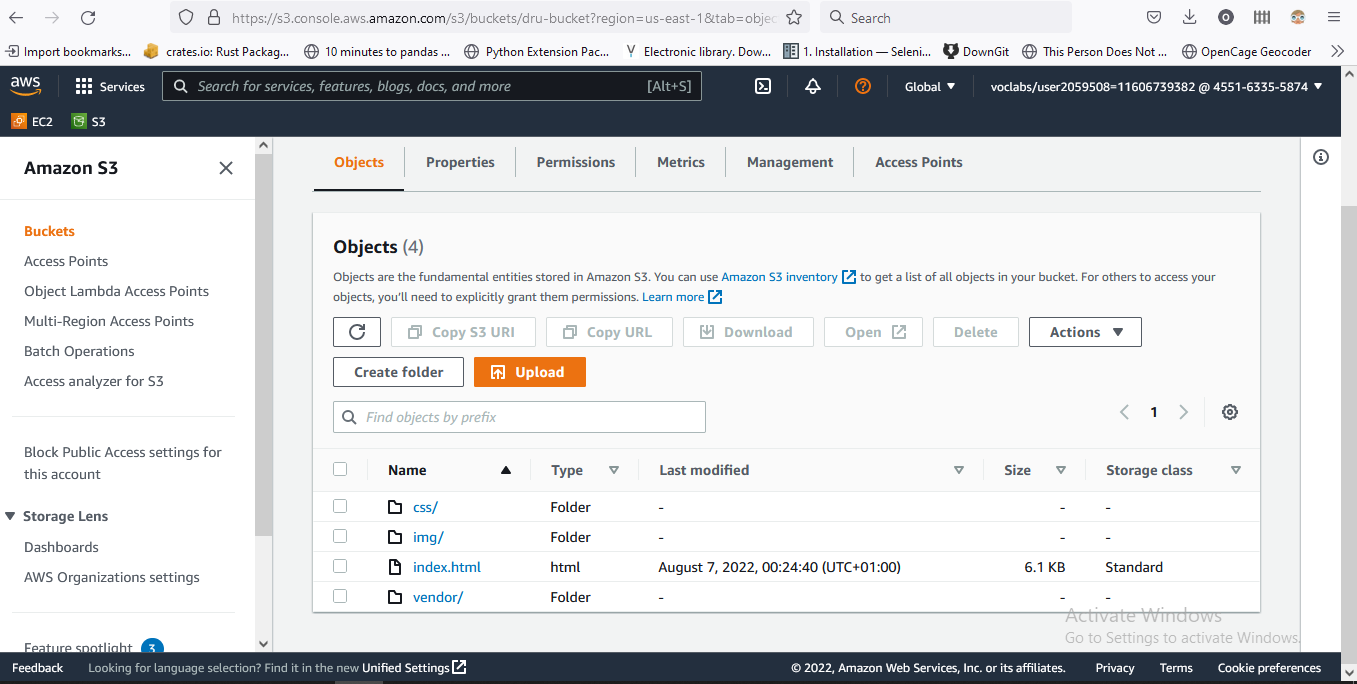 https://s3.console.aws.amazon.com/s3/buckets/dru-bucket?region=us-east-1&tab=objec
Search
Import bookmarks... crates.io: Rust Packag... 10 minutes to pandas ... Python Extension Pac... Electronic library. Dow... 1. Installation — Seleni... DownGit This Person Does Not ... OpenCage Geocoder
aws Services Search for services, features, blogs, docs, and more [Alt+S] Global voclabs/user2059508=11606739382 @ 4551-6335-5874
EC2 S3
Amazon S3
Buckets
Access Points
Object Lambda Access Points
Multi-Region Access Points
Batch Operations
Access analyzer for S3
Block Public Access settings for
this account
Storage Lens
Dashboards
AWS Organizations settings
Feature spotlight 3
Objects Properties Permissions Metrics Management Access Points
Objects (4)
Objects are the fundamental entities stored in Amazon S3. You can use Amazon S3 inventory to get a list of all objects in your bucket. For others to access your
objects, you'll need to explicitly grant them permissions. Learn more
Copy S3 URI Copy URL Download Open Delete Actions
Create folder Upload
Find objects by prefix 1
Name Type Last modified Size Storage class
css/ Folder - - -
img/ Folder - - -
index.html html August 7, 2022, 00:24:40 (UTC+01:00) 6.1 KB Standard
vendor/ Folder - - -
Activate Windows
Go to Settings to activate Windows.
Feedback Looking for language selection? Find it in the new Unified Settings © 2022, Amazon Web Services, Inc. or its affiliates. Privacy Terms Cookie preferences